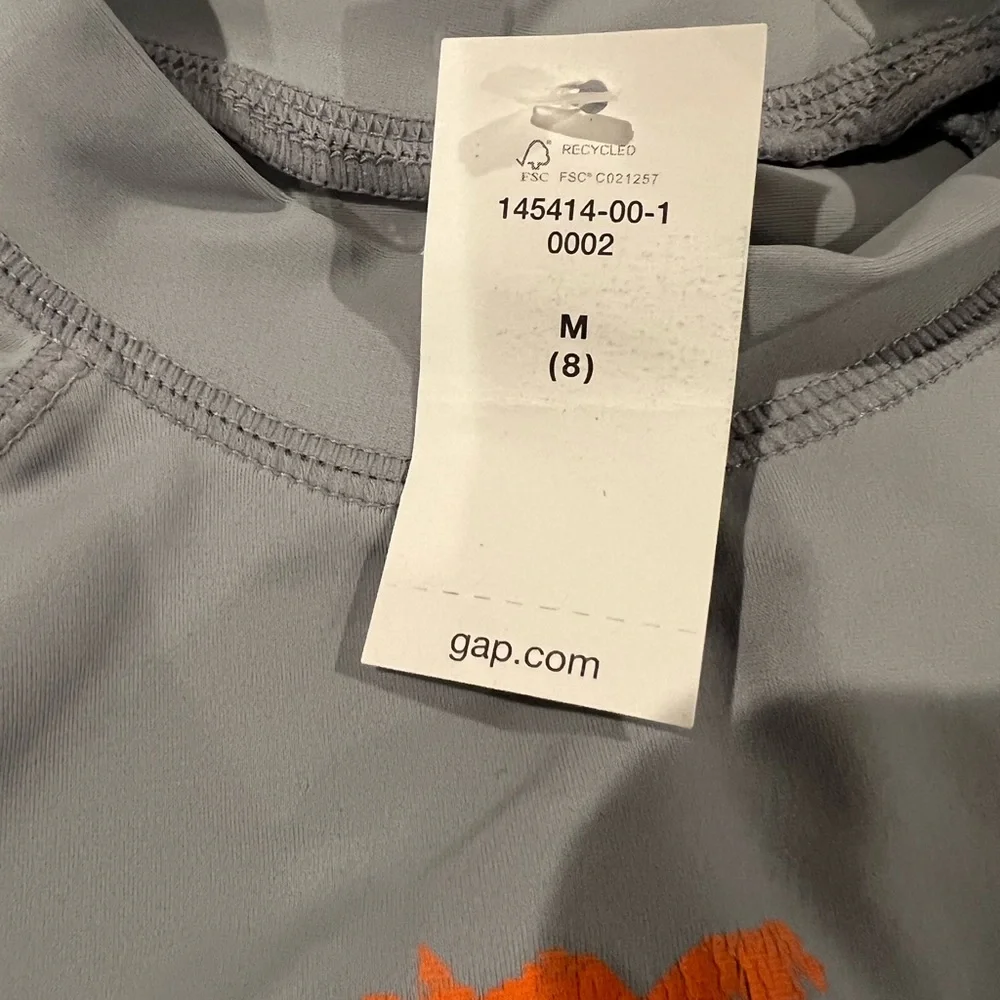 RECYCLED
FSC FSC® C021257
145414-00-1
0002
M
(8)
gap.com